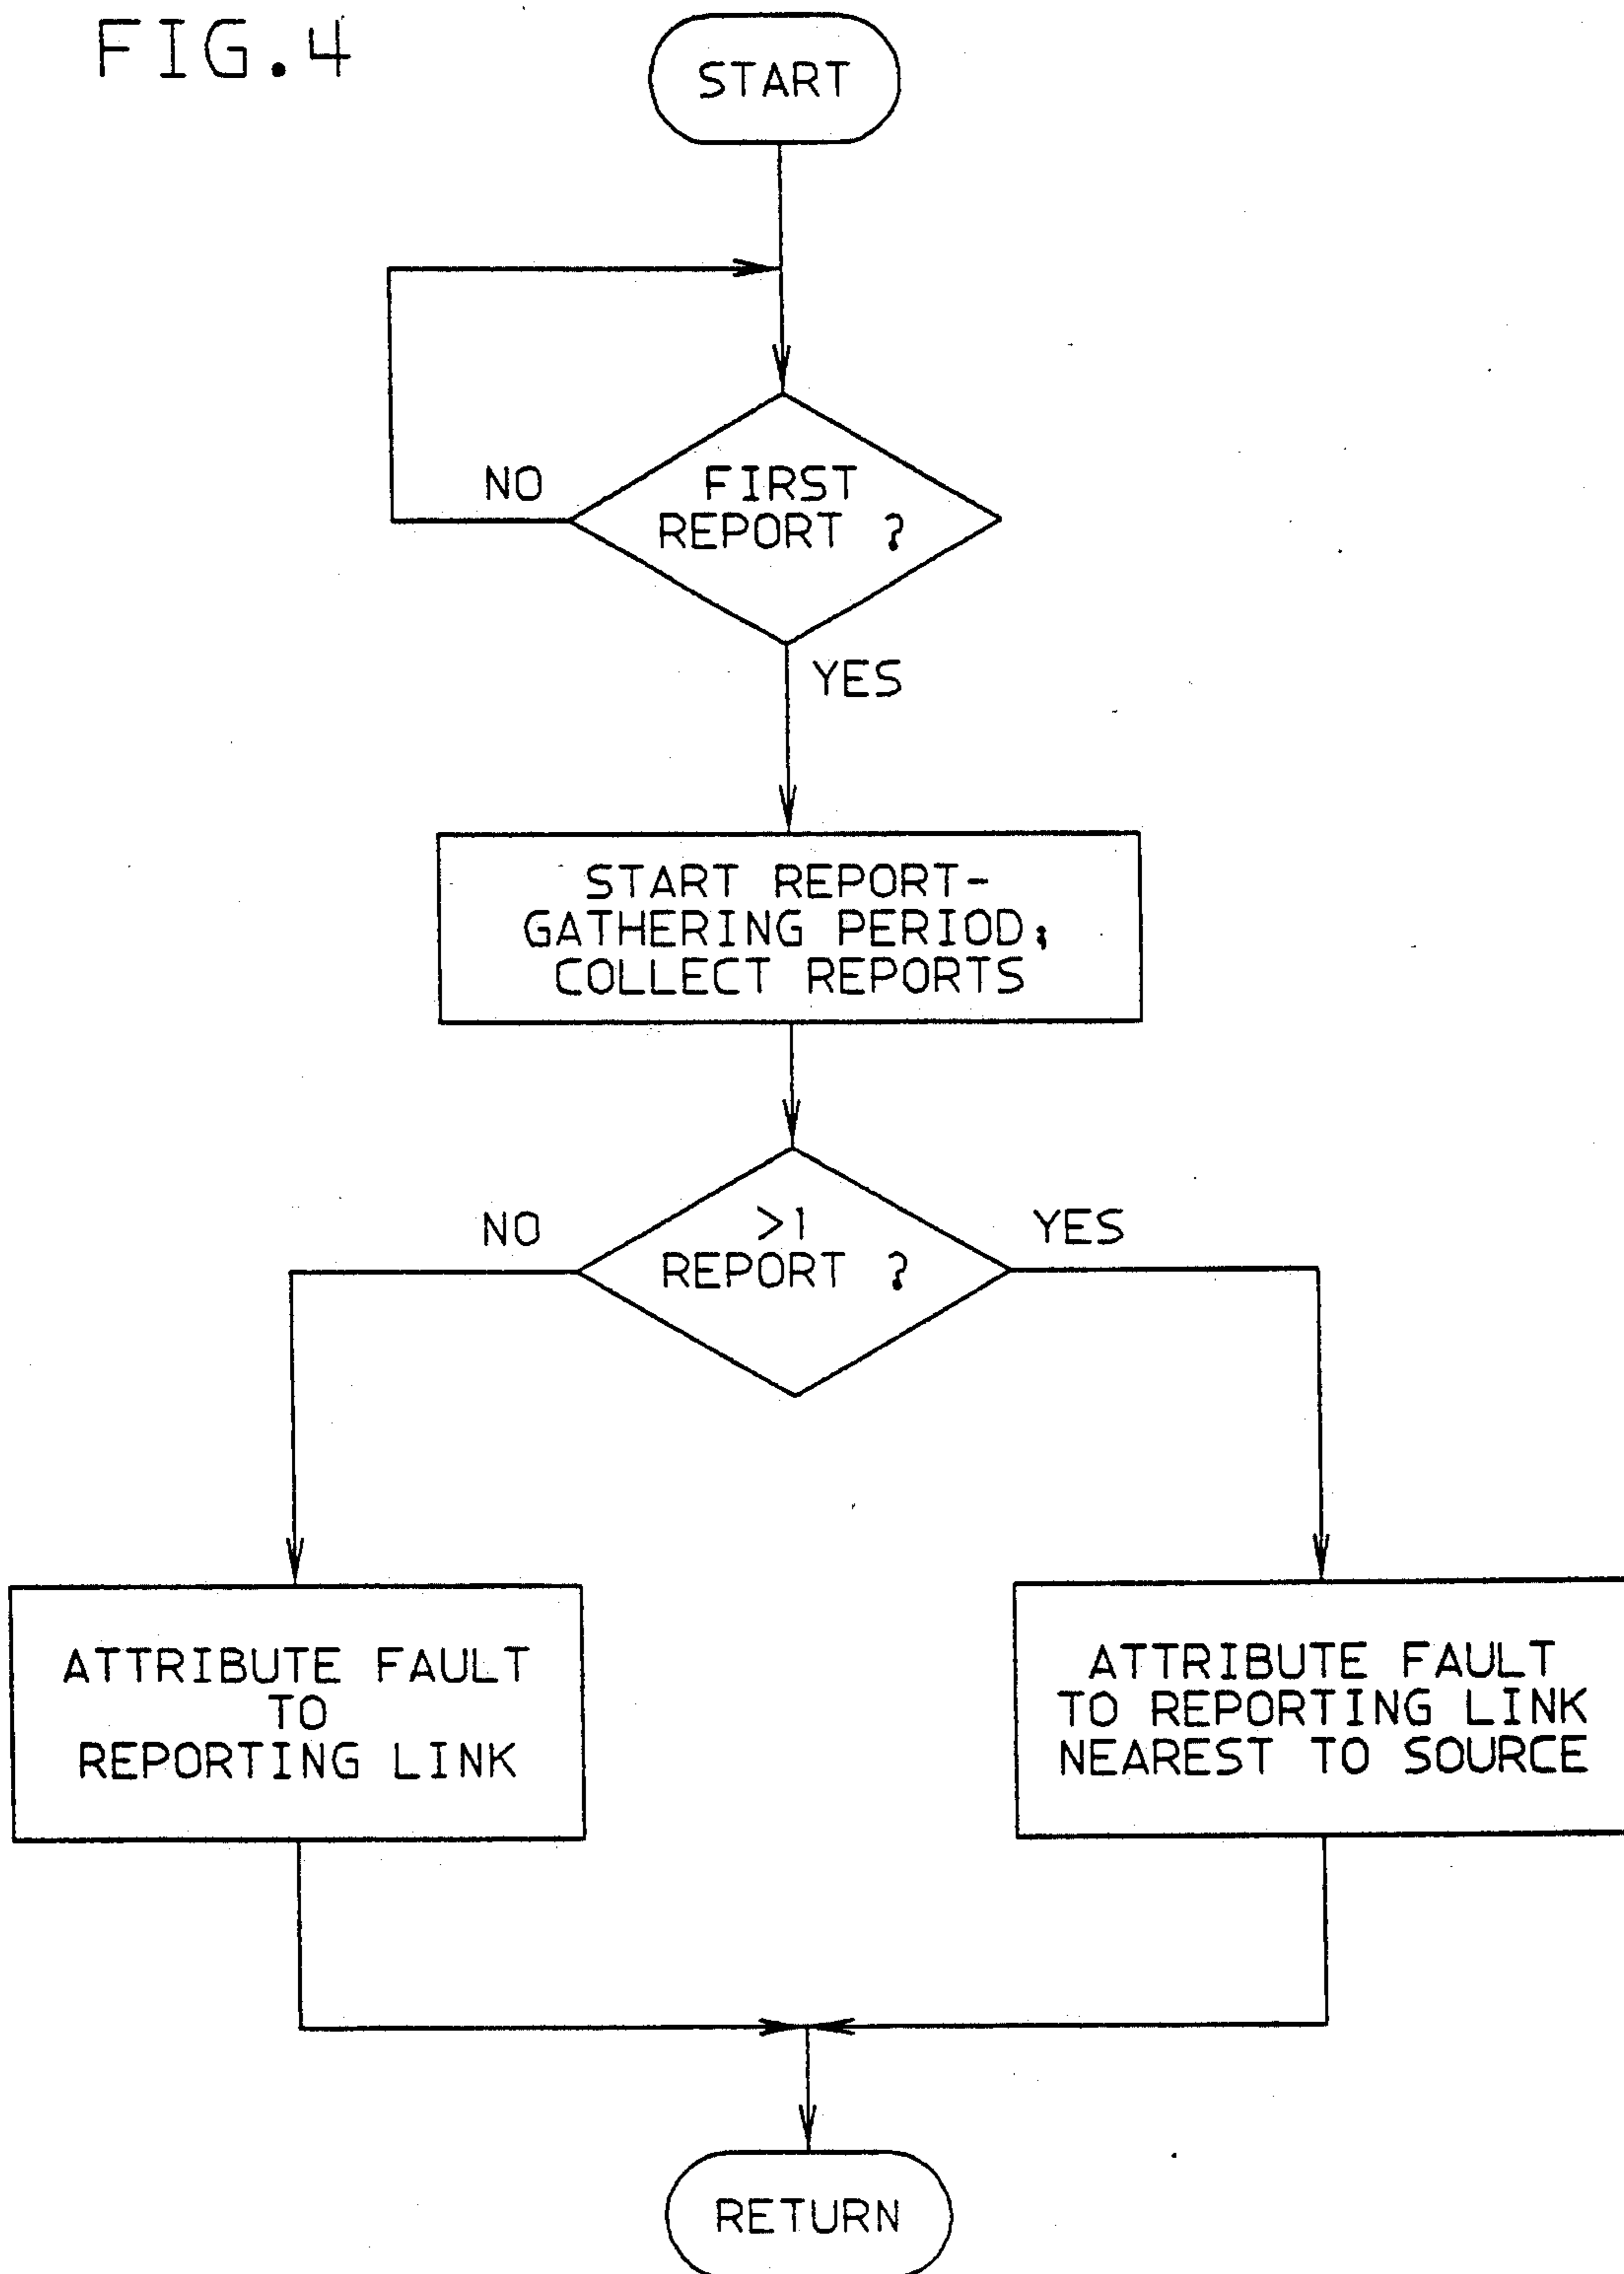 FIG.4
START
NO
FIRST
REPORT ?
YES
START REPORT-
GATHERING PERIOD;
COLLECT REPORTS
NO
>1
REPORT ?
YES
ATTRIBUTE FAULT
TO
REPORTING LINK
ATTRIBUTE FAULT
TO REPORTING LINK
NEAREST TO SOURCE
RETURN